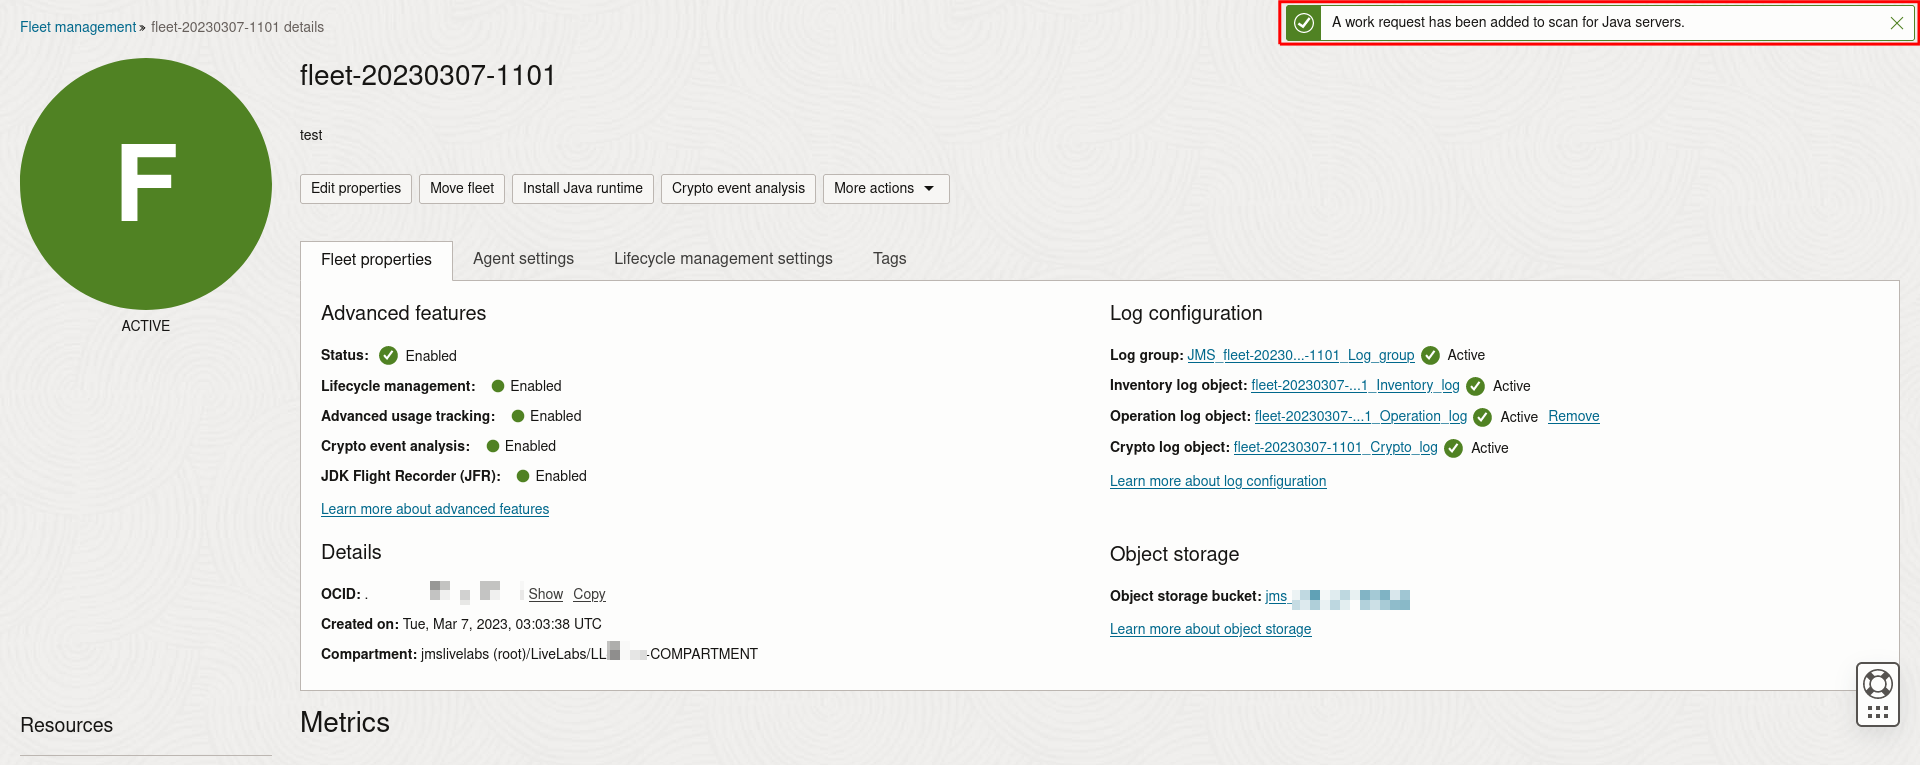 Fleet management » fleet-20230307-1101 details
A work request has been added to scan for Java servers.
F
ACTIVE
fleet-20230307-1101
test
Edit properties Move fleet Install Java runtime Crypto event analysis More actions
Fleet properties Agent settings Lifecycle management settings Tags
Advanced features
Status: Enabled
Lifecycle management: Enabled
Advanced usage tracking: Enabled
Crypto event analysis: Enabled
JDK Flight Recorder (JFR): Enabled
Learn more about advanced features
Details
OCID: . Show Copy
Created on: Tue, Mar 7, 2023, 03:03:38 UTC
Compartment: jmslivelabs (root)/LiveLabs/LL -COMPARTMENT
Log configuration
Log group: JMS_fleet-20230...-1101_Log_group Active
Inventory log object: fleet-20230307-...1_Inventory_log Active
Operation log object: fleet-20230307-...1_Operation_log Active Remove
Crypto log object: fleet-20230307-1101_Crypto_log Active
Learn more about log configuration
Object storage
Object storage bucket: jms_
Learn more about object storage
Resources
Metrics